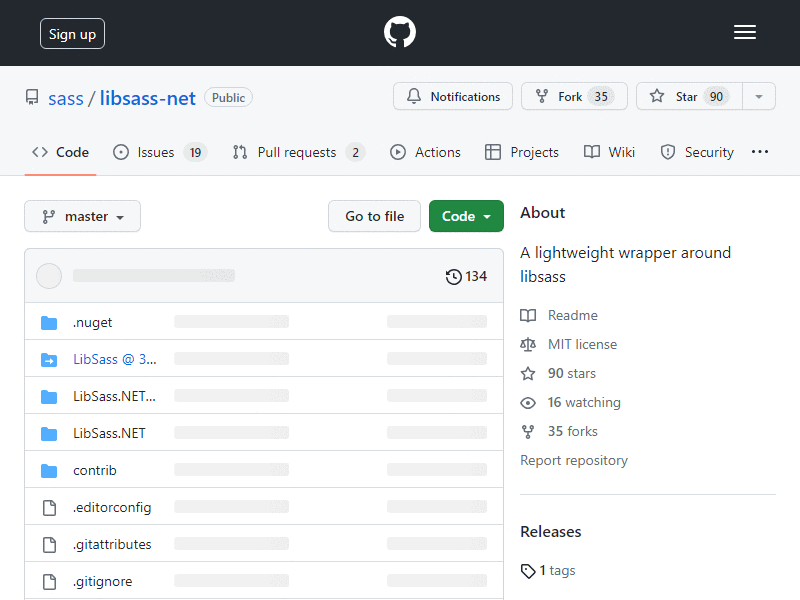 Sign up
sass / libsass-net Public
Notifications Fork 35 Star 90
Code Issues 19 Pull requests 2 Actions Projects Wiki Security
master Go to file Code
134
.nuget
LibSass @ 3...
LibSass.NET...
LibSass.NET
contrib
.editorconfig
.gitattributes
.gitignore
About
A lightweight wrapper around
libsass
Readme
MIT license
90 stars
16 watching
35 forks
Report repository
Releases
1 tags